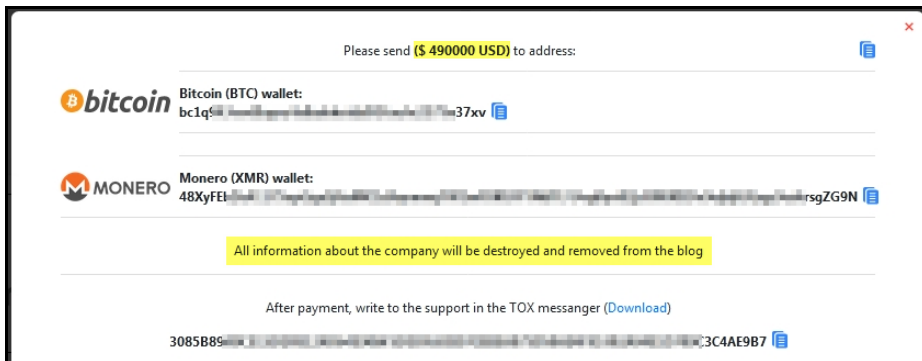 Please send ($ 490000 USD) to address:
bitcoin
Bitcoin (BTC) wallet:
bc1q9 37xv
MONERO
Monero (XMR) wallet:
48XyFEb rsgZG9N
All information about the company will be destroyed and removed from the blog
After payment, write to the support in the TOX messanger (Download)
3085B89 C3C4AE9B7